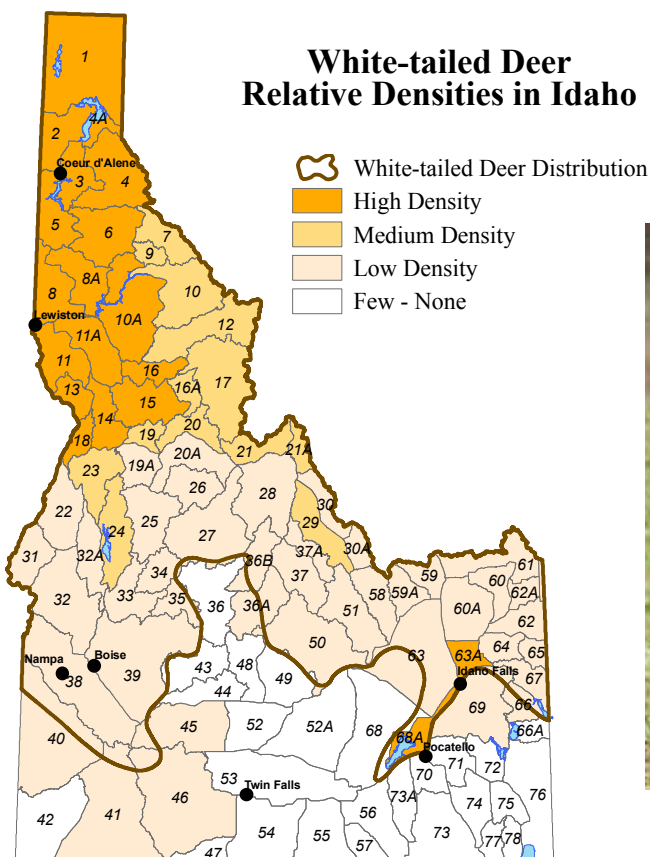 White-tailed Deer
Relative Densities in Idaho
White-tailed Deer Distribution
High Density
Medium Density
Low Density
Few - None
1
4A
2
Coeur d'Alene
3
4
5
6
7
9
8A
8
10
10A
12
Lewiston
11A
11
16
17
13
16A
15
14
20
18
19
21
21A
20A
23
19A
26
28
22
30
29
24
25
27
31
32A
37A
30A
36B
34
37
59
61
33
35
58
59A
60
62A
32
36
36A
51
60A
62
50
64
65
Nampa
Boise
43
48
63
63A
38
39
44
49
Idaho Falls
67
69
66
45
52
52A
68
68A
66A
40
Pocatello
70
71
72
53
Twin Falls
73A
76
46
41
56
74
75
42
54
55
73
57
77
78
47